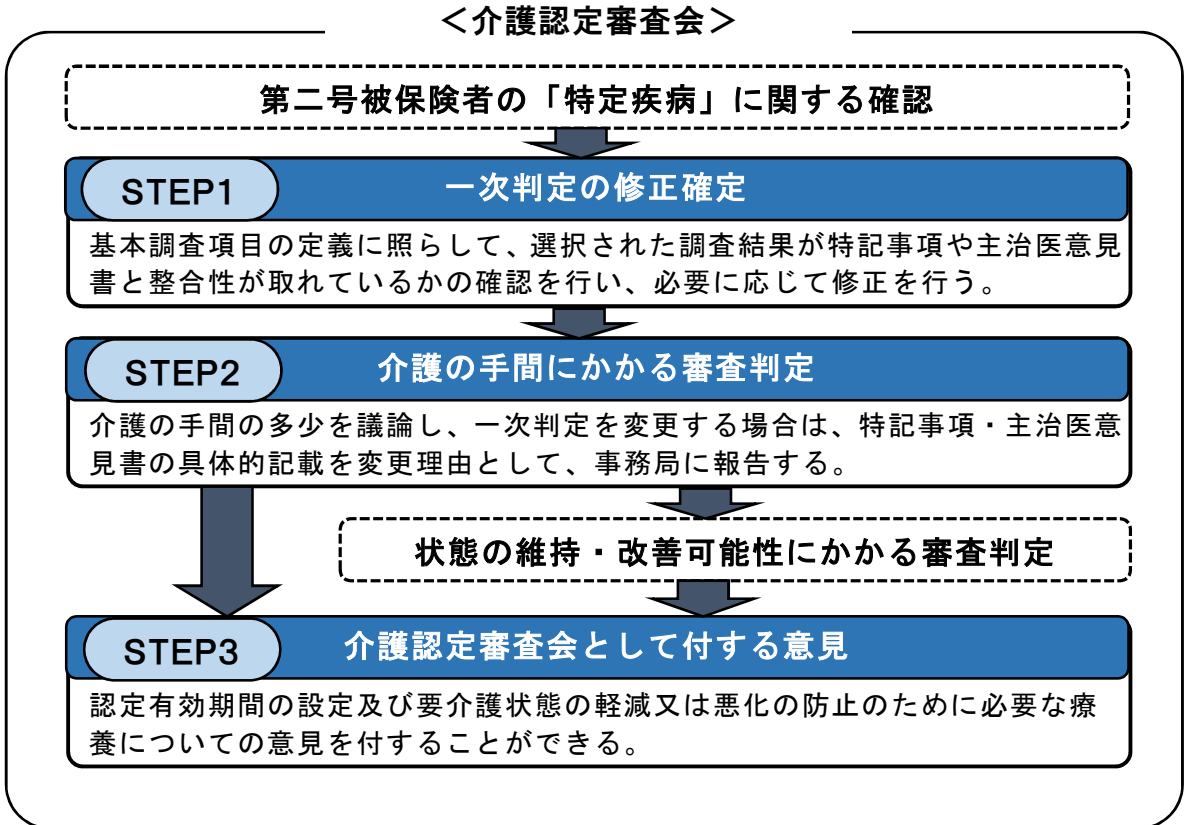 ＜介護認定審査会＞
第二号被保険者の「特定疾病」に関する確認
STEP1
一次判定の修正確定
基本調査項目の定義に照らして、選択された調査結果が特記事項や主治医意見
書と整合性が取れているかの確認を行い、必要に応じて修正を行う。
STEP2
介護の手間にかかる審査判定
介護の手間の多少を議論し、一次判定を変更する場合は、特記事項・主治医意
見書の具体的記載を変更理由として、事務局に報告する。
状態の維持・改善可能性にかかる審査判定
STEP3
介護認定審査会として付する意見
認定有効期間の設定及び要介護状態の軽減又は悪化の防止のために必要な療
養についての意見を付することができる。